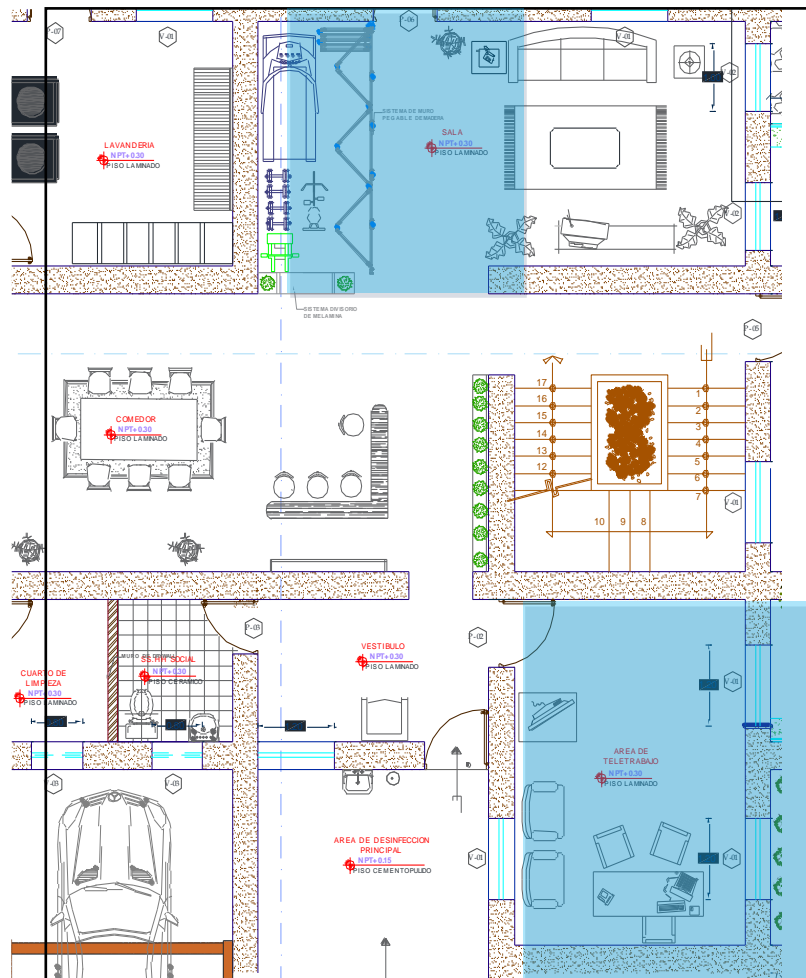 P-07
V-01
P-06
V-01
V-02
SISTEMA DE MURO
PEGABLE DE MADERA
LAVANDERIA
NPT+0.30
PISO LAMINADO
SALA
NPT+0.30
PISO LAMINADO
V-02
SISTEMA DIVISORIO
DE MELAMINA
P-05
17
16
15
14
13
12
1
2
3
4
5
6
7
10
9
8
V-01
COMEDOR
NPT+0.30
PISO LAMINADO
P-03
P-02
VESTIBULO
NPT+0.30
PISO LAMINADO
SS.HH SOCIAL
NPT+0.30
PISO CERAMICO
CUARTO DE
LIMPIEZA
NPT+0.30
PISO LAMINADO
V-01
AREA DE
TELETRABAJO
NPT+0.30
PISO LAMINADO
V-03
V-03
AREA DE DESINFECCION
PRINCIPAL
NPT+0.15
PISO CEMENTOPULIDO
V-01
V-01